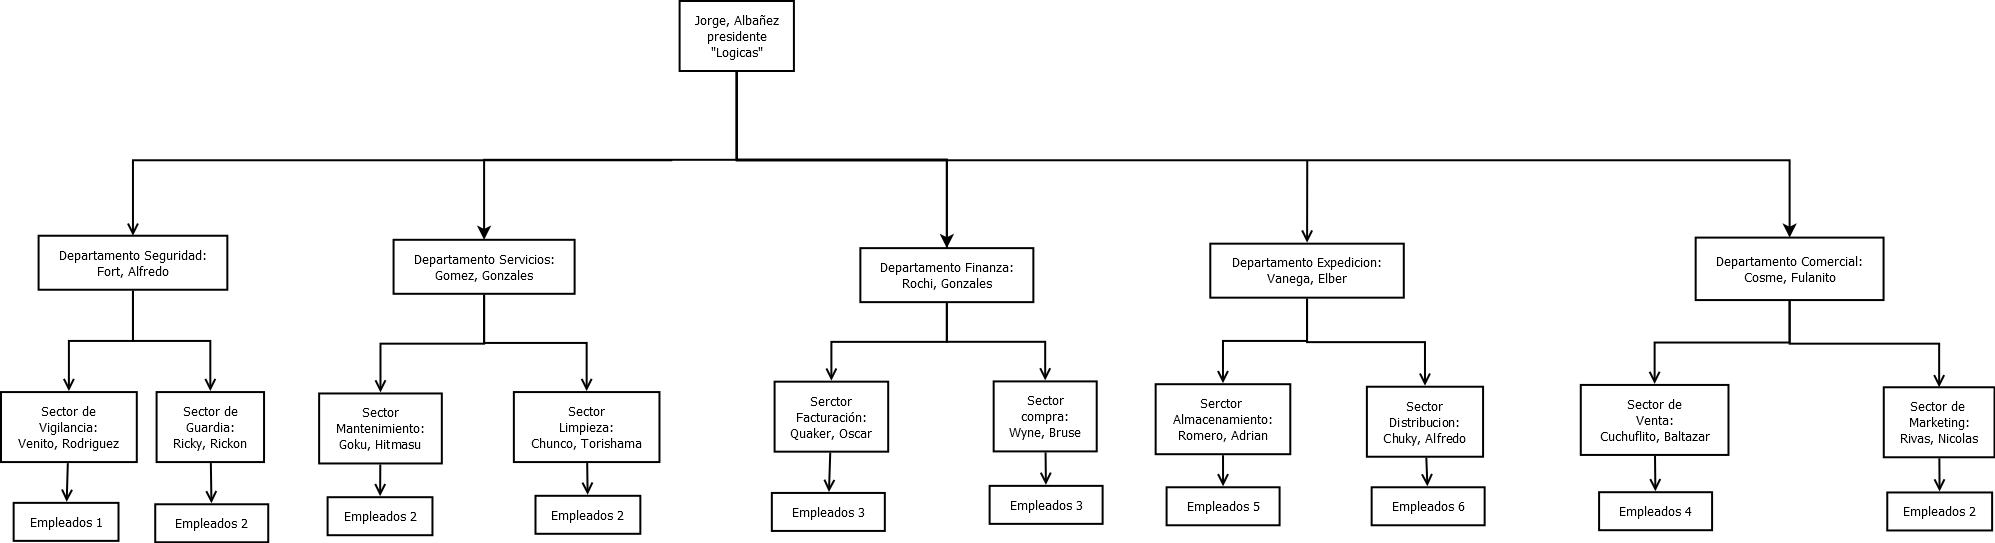 Jorge, Albañez
presidente
"Logicas"
Departamento Seguridad:
Fort, Alfredo
Departamento Servicios:
Gomez, Gonzales
Departamento Finanza:
Rochi, Gonzales
Departamento Expedicion:
Vanega, Elber
Departamento Comercial:
Cosme, Fulanito
Sector de
Vigilancia:
Venito, Rodriguez
Sector de
Guardia:
Ricky, Rickon
Sector
Mantenimiento:
Goku, Hitmasu
Sector
Limpieza:
Chunco, Torishama
Serctor
Facturación:
Quaker, Oscar
Sector
compra:
Wyne, Bruse
Serctor
Almacenamiento:
Romero, Adrian
Sector
Distribucion:
Chuky, Alfredo
Sector de
Venta:
Cuchuflito, Baltazar
Sector de
Marketing:
Rivas, Nicolas
Empleados 1
Empleados 2
Empleados 2
Empleados 2
Empleados 3
Empleados 3
Empleados 5
Empleados 6
Empleados 4
Empleados 2